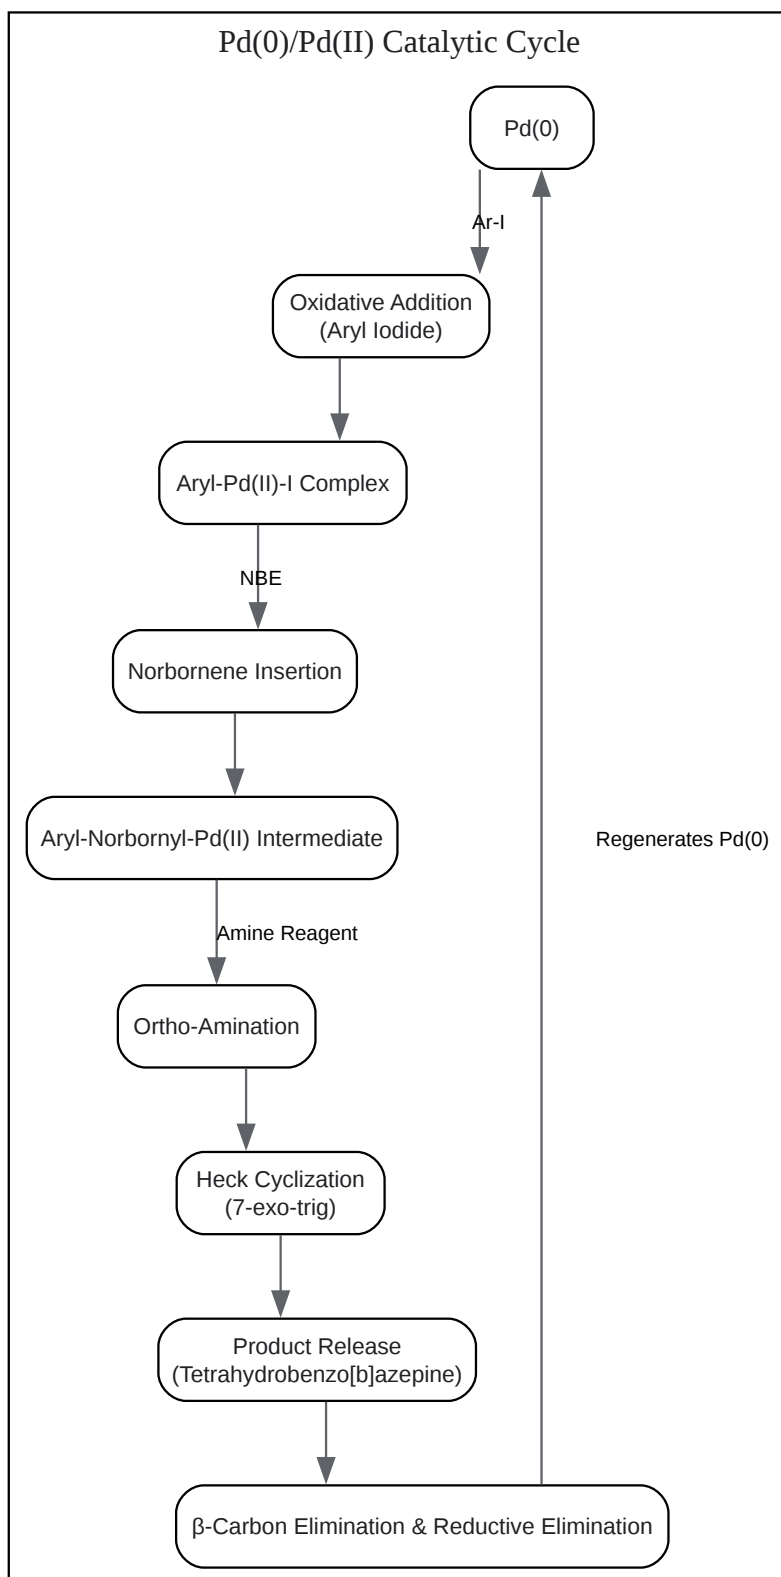 Pd(0)/Pd(II) Catalytic Cycle
Pd(0)
Ar-I
Oxidative Addition
(Aryl Iodide)
Aryl-Pd(II)-I Complex
NBE
Norbornene Insertion
Aryl-Norbornyl-Pd(II) Intermediate
Regenerates Pd(0)
Amine Reagent
Ortho-Amination
Heck Cyclization
(7-exo-trig)
Product Release
(Tetrahydrobenzo[b]azepine)
β-Carbon Elimination & Reductive Elimination